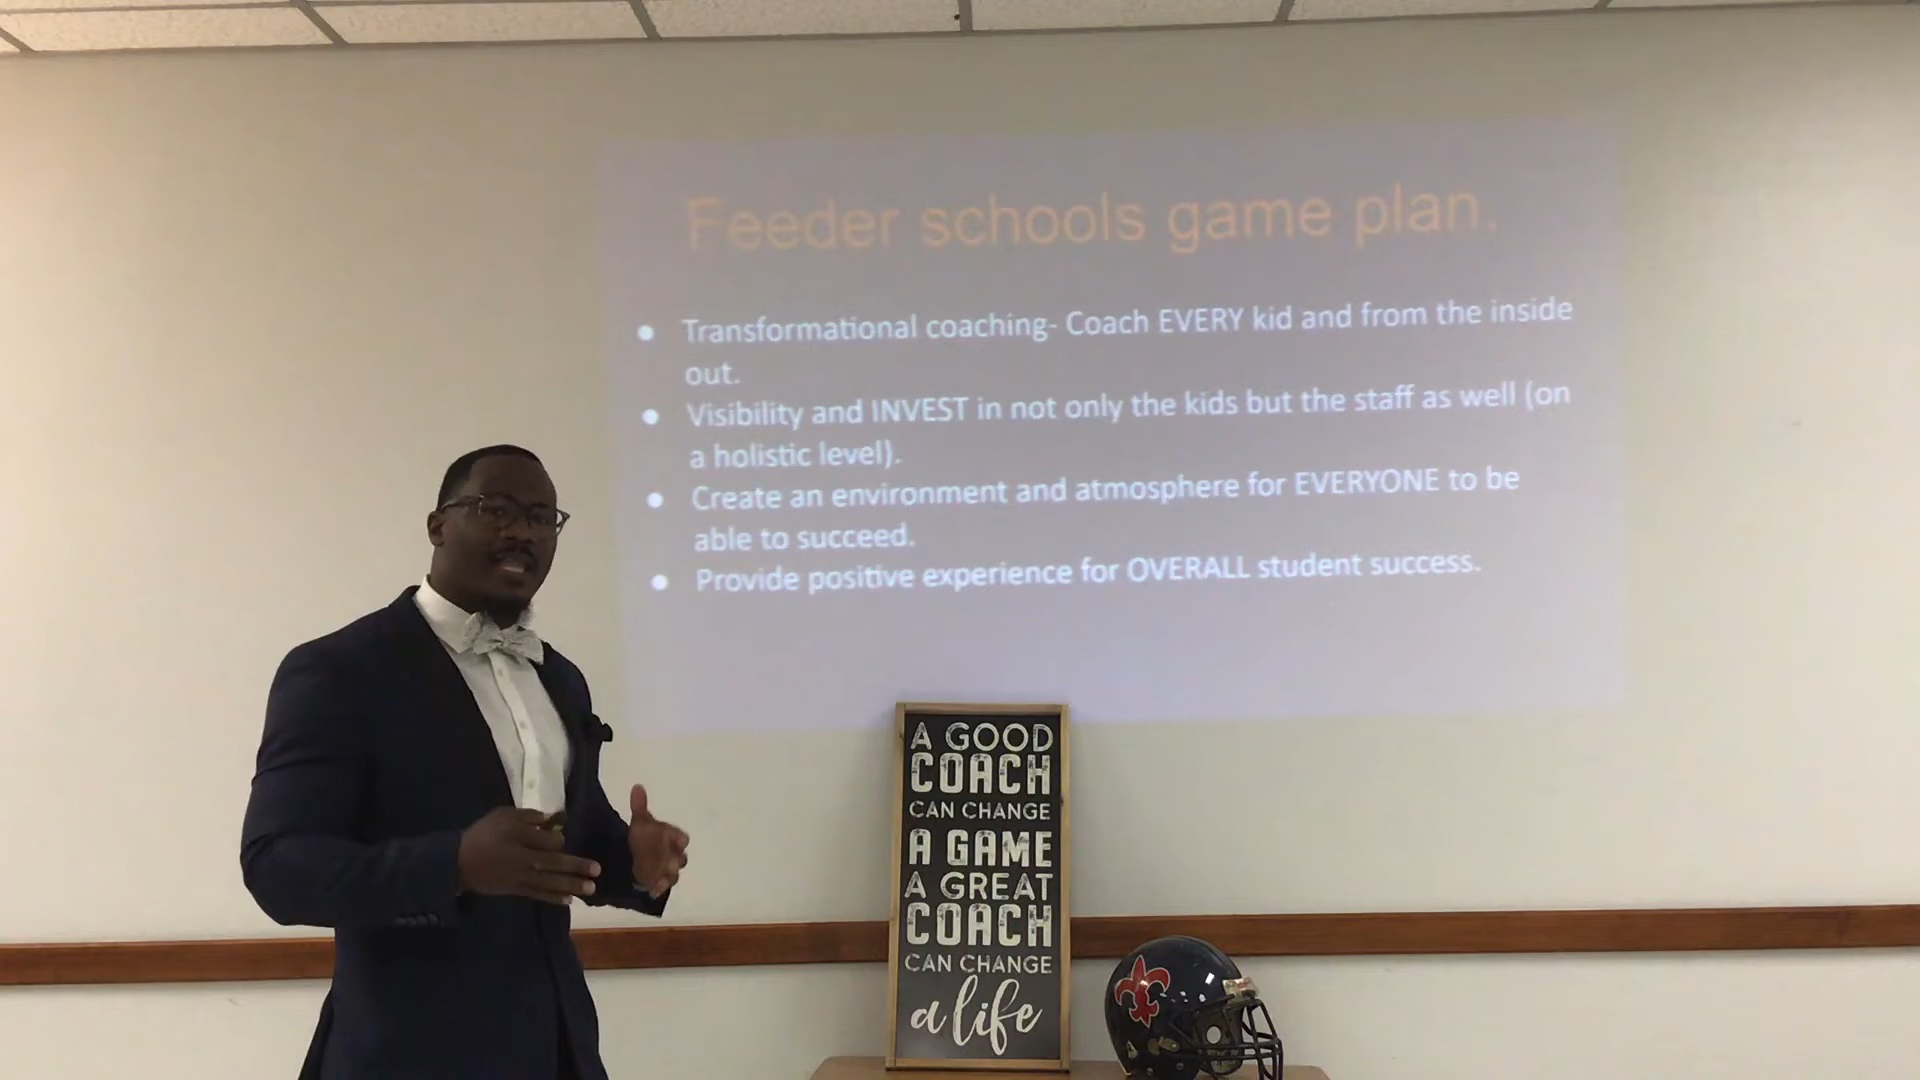 Feeder schools game plan.
● Transformational coaching- Coach EVERY kid and from the inside
out.
● Visibility and INVEST in not only the kids but the staff as well (on
a holistic level).
● Create an environment and atmosphere for EVERYONE to be
able to succeed.
● Provide positive experience for OVERALL student success.
A GOOD
COACH
CAN CHANGE
A GAME
A GREAT
COACH
CAN CHANGE
a life